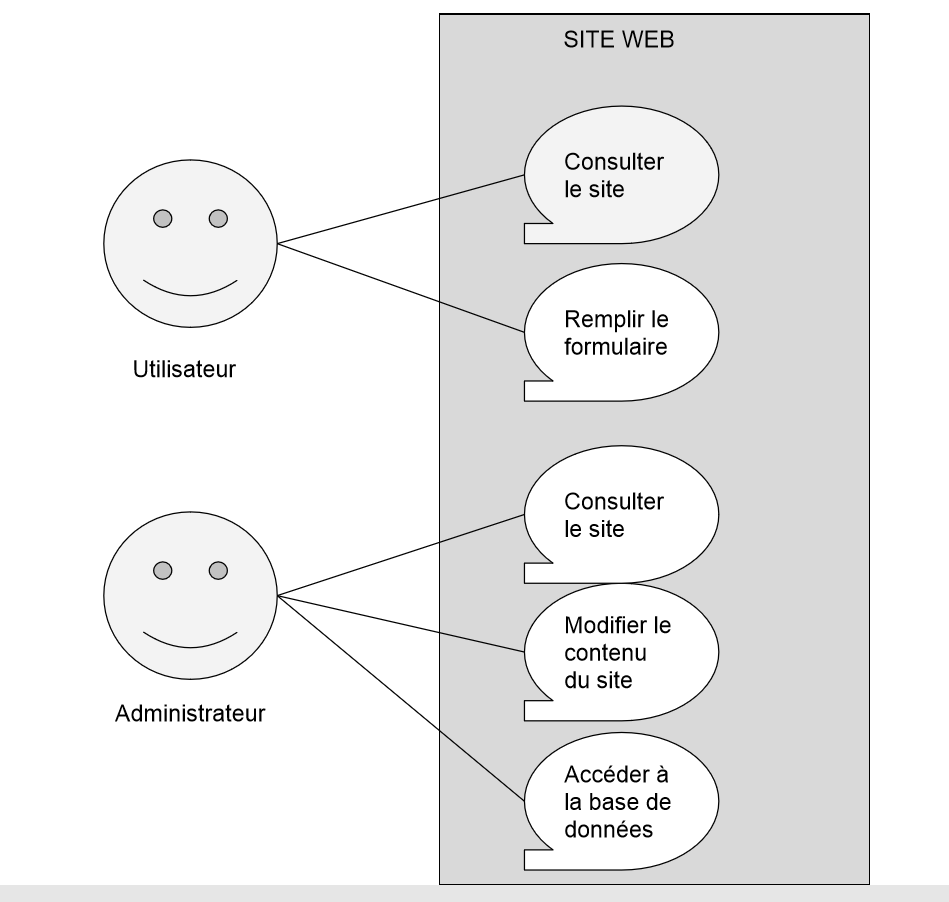 SITE WEB
Consulter
le site
Remplir le
formulaire
Utilisateur
Consulter
le site
Modifier le
contenu
du site
Administrateur
Accéder à
la base de
données